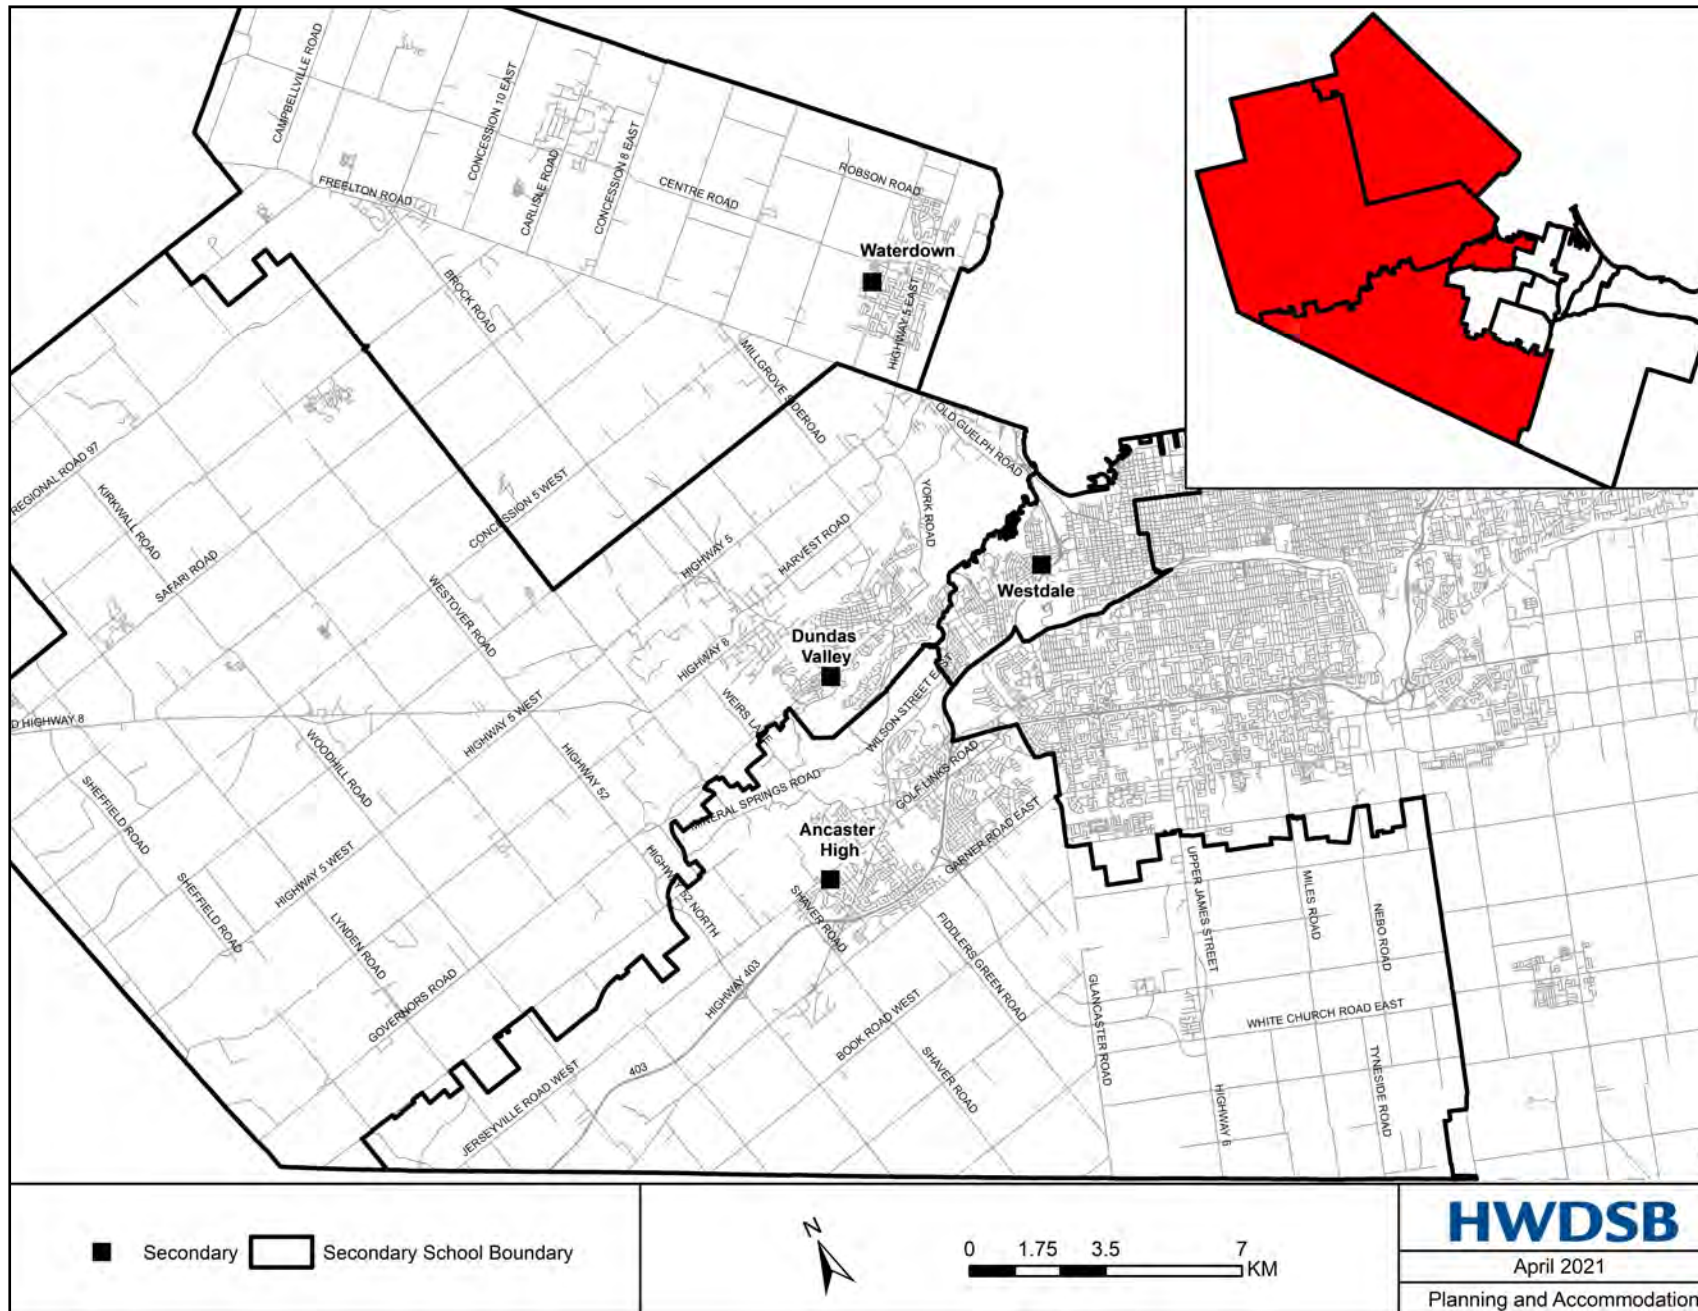 CAMPBELLVILLE ROAD
CONCESSION 10 EAST
CARLISLE ROAD
CONCESSION 8 EAST
FREELTON ROAD
CENTRE ROAD
ROBSON ROAD
Waterdown
BROCK ROAD
HIGHWAY 5 EAST
MILLGROVE SIDEROAD
OLD GUELPH ROAD
REGIONAL ROAD 97
KIRKWALL ROAD
SAFARI ROAD
CONCESSION 5 WEST
WESTOVER ROAD
HIGHWAY 5
HARVEST ROAD
YORK ROAD
Westdale
Dundas
Valley
HIGHWAY 8
WEIRS LANE
WILSON STREET E
D HIGHWAY 8
HIGHWAY 5 WEST
WOODHILL ROAD
HIGHWAY 52
GOLF LINKS ROAD
MINERAL SPRINGS ROAD
SHEFFIELD ROAD
Ancaster
High
GARNER ROAD EAST
HIGHWAY 5 WEST
SHEFFIELD ROAD
LYNDEN ROAD
HIGHWAY 52 NORTH
SHAVER ROAD
FIDDLERS GREEN ROAD
UPPER JAMES STREET
MILES ROAD
NEBO ROAD
GOVERNORS ROAD
HIGHWAY 403
BOOK ROAD WEST
GLANCASTER ROAD
WHITE CHURCH ROAD EAST
403
JERSEYVILLE ROAD WEST
SHAVER ROAD
HIGHWAY 6
TYNESIDE ROAD
Secondary
Secondary School Boundary
N
0 1.75 3.5 7
KM
HWDSB
April 2021
Planning and Accommodation